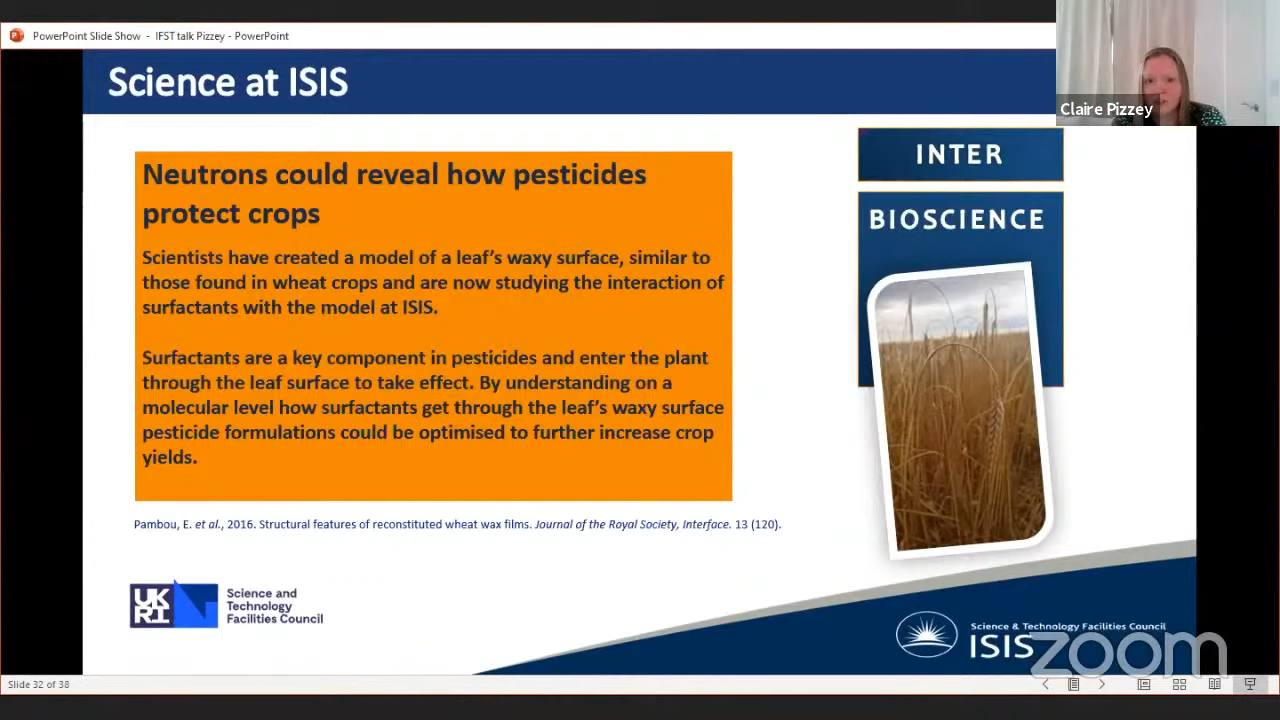 PowerPoint Slide Show - IFST talk Pizzey - PowerPoint
Science at ISIS
Claire Pizzey
Neutrons could reveal how pesticides
protect crops
Scientists have created a model of a leaf’s waxy surface, similar to
those found in wheat crops and are now studying the interaction of
surfactants with the model at ISIS.
Surfactants are a key component in pesticides and enter the plant
through the leaf surface to take effect. By understanding on a
molecular level how surfactants get through the leaf’s waxy surface
pesticide formulations could be optimised to further increase crop
yields.
INTER
BIOSCIENCE
Pambou, E. et al., 2016. Structural features of reconstituted wheat wax films. Journal of the Royal Society, Interface. 13 (120).
UK
RI
Science and
Technology
Facilities Council
Science & Technology Facilities Council
ISIS
zoom
Slide 32 of 38